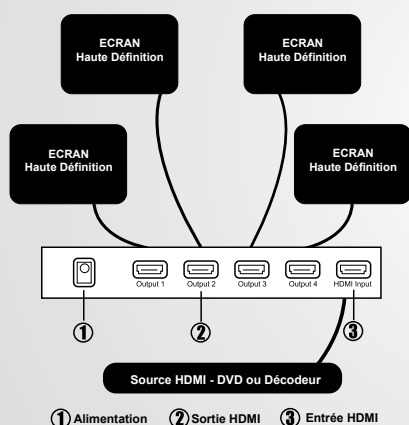 ECRAN
Haute Définition
ECRAN
Haute Définition
ECRAN
Haute Définition
ECRAN
Haute Définition
Output 1
Output 2
Output 3
Output 4
HDMI Input
1
2
3
Source HDMI - DVD ou Décodeur
1 Alimentation
2 Sortie HDMI
3 Entrée HDMI